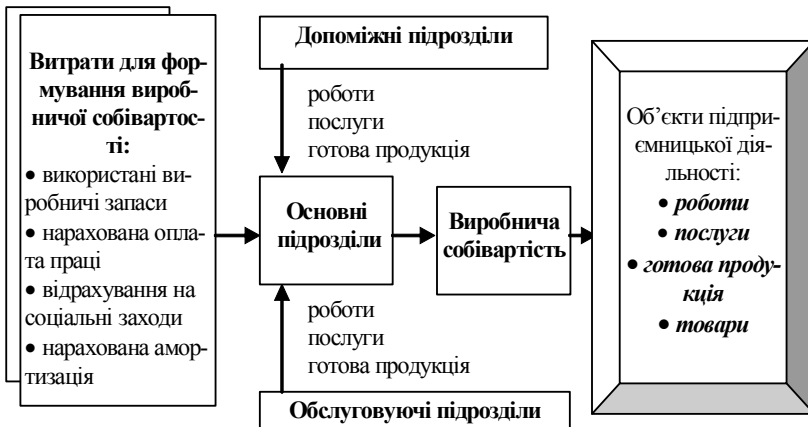 Витрати для фор-
мування вироб-
ничої собівартос-
ті:
• використані ви-
робничі запаси
• нарахована опла-
та праці
• відрахування на
соціальні заходи
• нарахована амор-
тизація
Допоміжні підрозділи
роботи
послуги
готова продукція
Основні
підрозділи
роботи
послуги
готова продукція
Обслуговуючі підрозділи
Виробнича
собівартість
Об’єкти підпри-
ємницької дія-
льності:
• роботи
• послуги
• готова проду-
кція
• товари